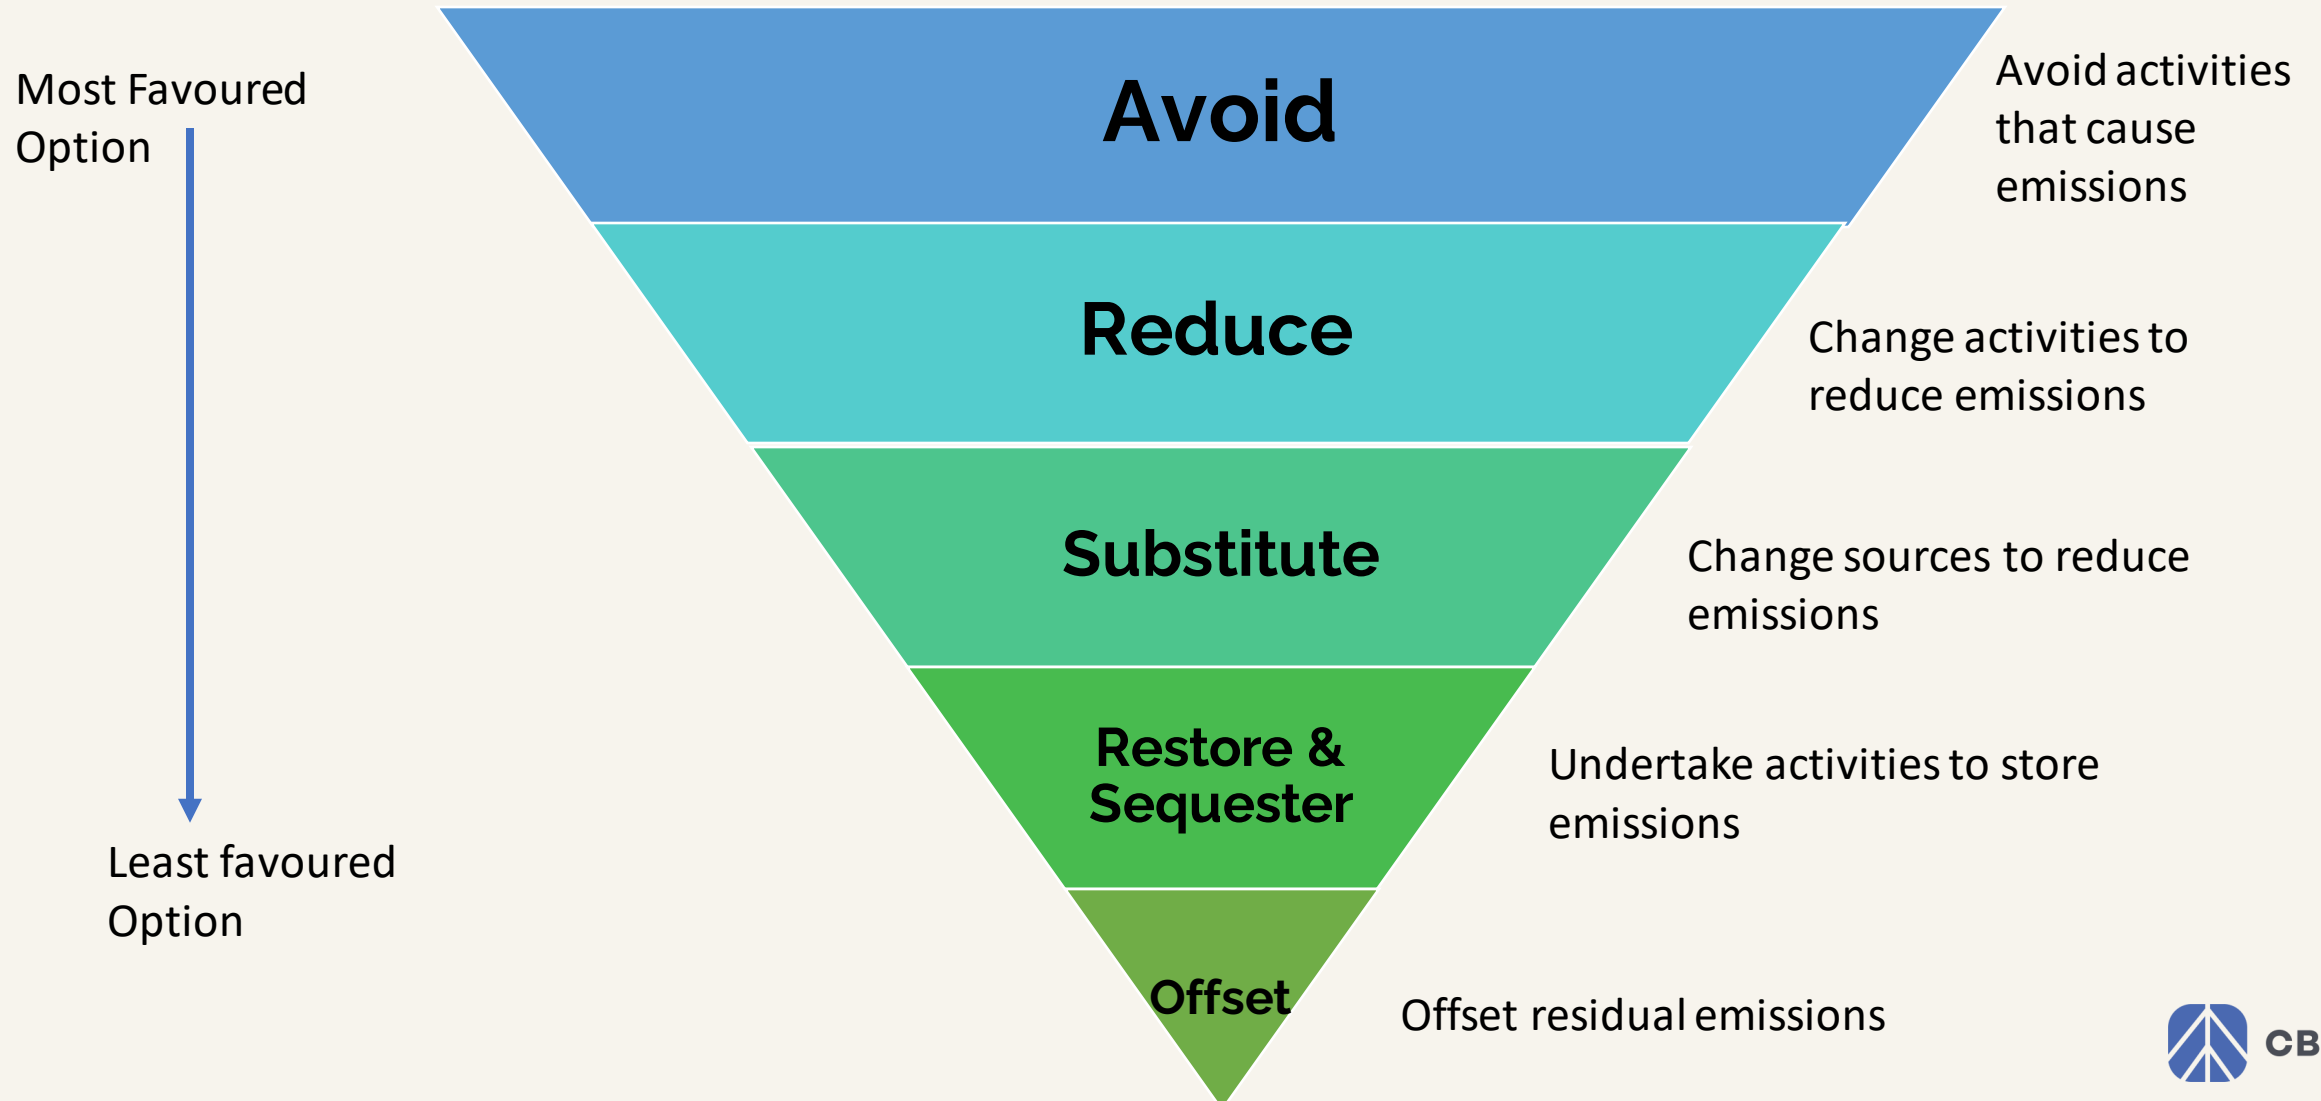 Most Favoured
Option
Avoid
Avoid activities
that cause
emissions
Reduce
Change activities to
reduce emissions
Substitute
Change sources to reduce
emissions
Restore &
Sequester
Undertake activities to store
emissions
Least favoured
Option
Offset
Offset residual emissions
CB